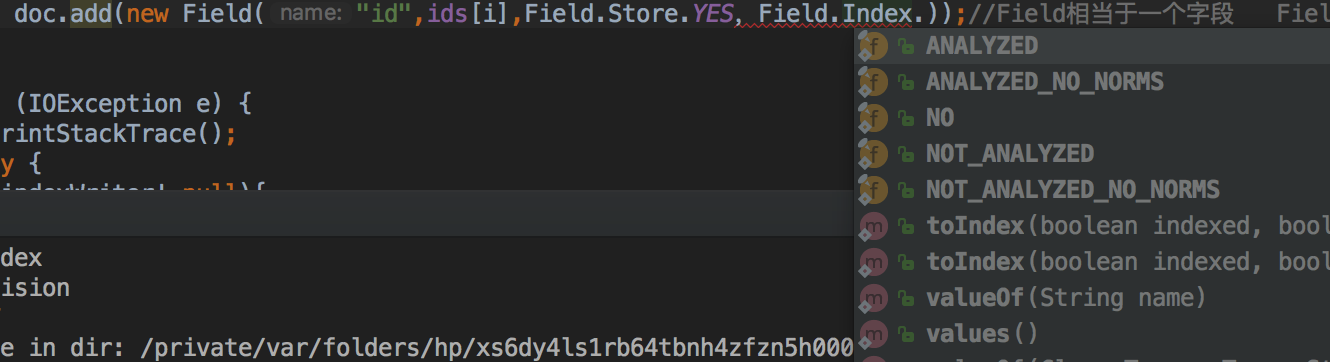 doc.add(new Field( name: "id",ids[i],Field.Store.YES, Field.Index.));//Field相当于一个字段 Fiel
ANALYZED
ANALYZED_NO_NORMS
NO
NOT_ANALYZED
NOT_ANALYZED_NO_NORMS
toIndex(boolean indexed, bool
toIndex(boolean indexed, bool
valueOf(String name)
values()
(IOException e) {
rintStackTrace();
y {
indexWriter! null){
dex
ision
e in dir: /private/var/folders/hp/xs6dy4ls1rb64tbnh4zfzn5h000